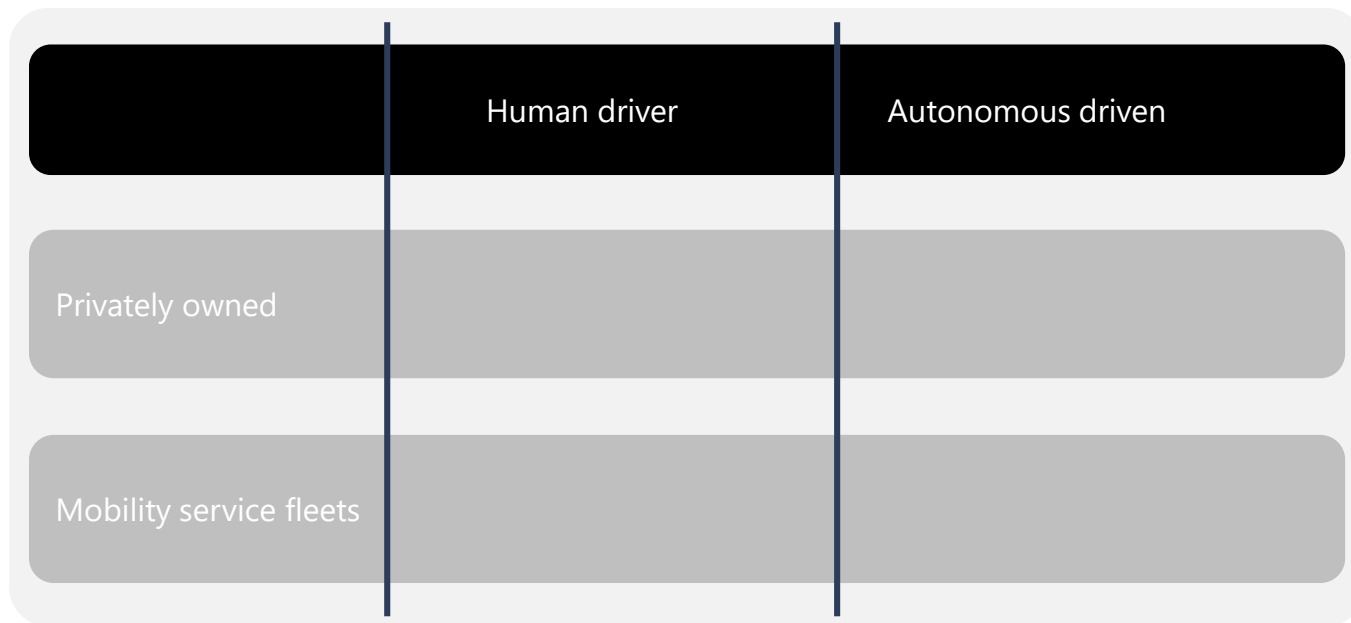 Human driver
Autonomous driven
Privately owned
Mobility service fleets